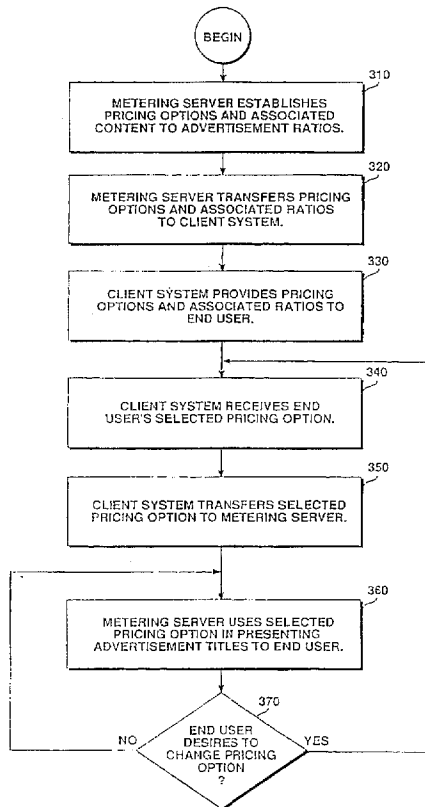 BEGIN
310
METERING SERVER ESTABLISHES
PRICING OPTIONS AND ASSOCIATED
CONTENT TO ADVERTISEMENT RATIOS.
320
METERING SERVER TRANSFERS PRICING
OPTIONS AND ASSOCIATED RATIOS
TO CLIENT SYSTEM.
330
CLIENT SYSTEM PROVIDES PRICING
OPTIONS AND ASSOCIATED RATIOS TO
END USER.
340
CLIENT SYSTEM RECEIVES END
USER'S SELECTED PRICING OPTION.
350
CLIENT SYSTEM TRANSFERS SELECTED
PRICING OPTION TO METERING SERVER.
360
METERING SERVER USES SELECTED
PRICING OPTION IN PRESENTING
ADVERTISEMENT TITLES TO END USER.
370
NO
END USER
DESIRES TO
CHANGE PRICING
OPTION
?
YES